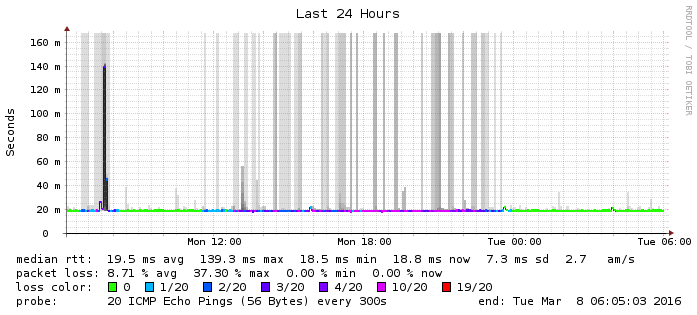 Last 24 Hours
RRDTOOL / TOBI OETIKER
Seconds
160 m
140 m
120 m
100 m
80 m
60 m
40 m
20 m
0
Mon 12:00 Mon 18:00 Tue 00:00 Tue 06:00
median rtt: 19.5 ms avg 139.3 ms max 18.5 ms min 18.8 ms now 7.3 ms sd 2.7 am/s
packet loss: 8.71 % avg 37.30 % max 0.00 % min 0.00 % now
loss color: 0 1/20 2/20 3/20 4/20 10/20 19/20
probe: 20 ICMP Echo Pings (56 Bytes) every 300s end: Tue Mar 8 06:05:03 2016